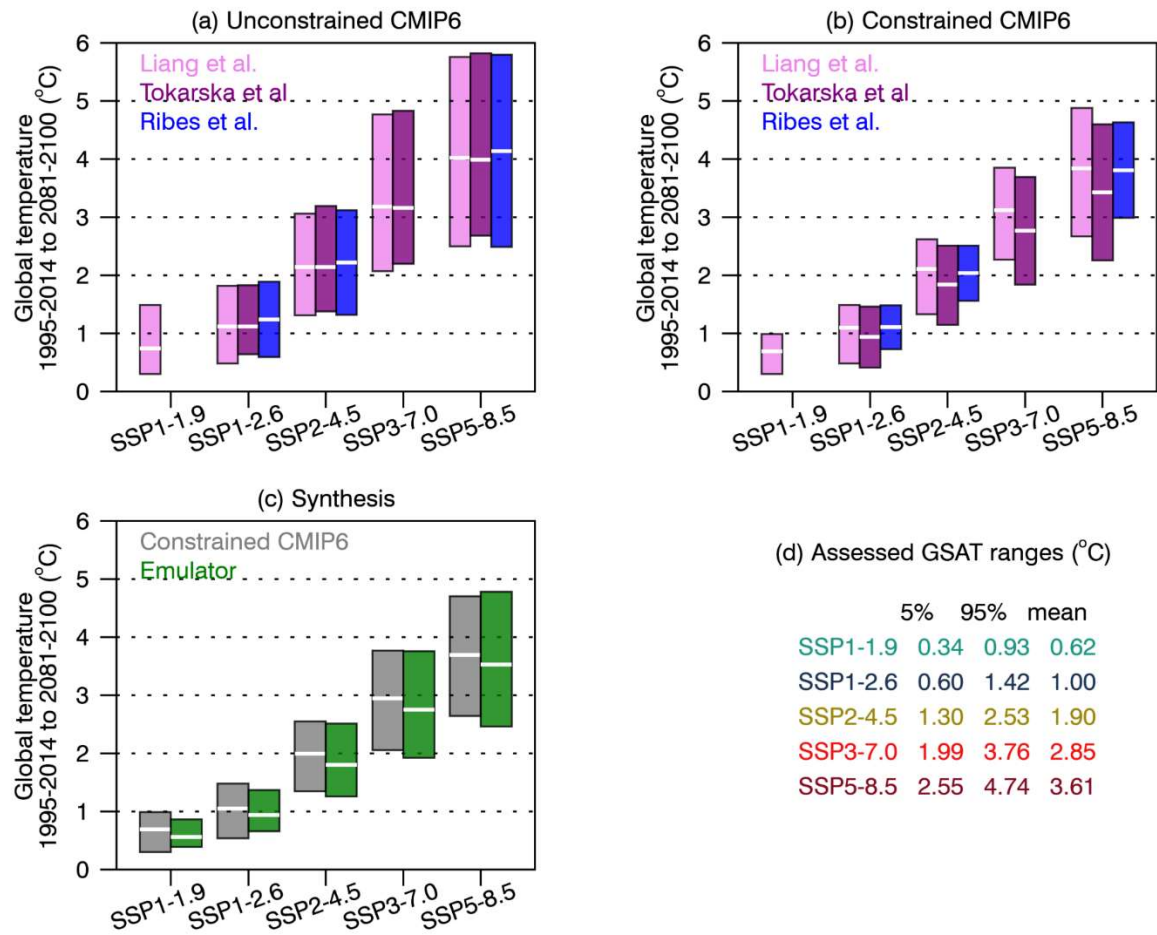 (a) Unconstrained CMIP6
Global temperature
1995-2014 to 2081-2100 (°C)
6
5
4
3
2
1
0
Liang et al.
Tokarska et al
Ribes et al.
SSP1-1.9
SSP1-2.6
SSP2-4.5
SSP3-7.0
SSP5-8.5
(b) Constrained CMIP6
Global temperature
1995-2014 to 2081-2100 (°C)
6
5
4
3
2
1
0
Liang et al.
Tokarska et al
Ribes et al.
SSP1-1.9
SSP1-2.6
SSP2-4.5
SSP3-7.0
SSP5-8.5
(c) Synthesis
Global temperature
1995-2014 to 2081-2100 (°C)
6
5
4
3
2
1
0
Constrained CMIP6
Emulator
SSP1-1.9
SSP1-2.6
SSP2-4.5
SSP3-7.0
SSP5-8.5
(d) Assessed GSAT ranges (°C)
5% 95% mean
SSP1-1.9 0.34 0.93 0.62
SSP1-2.6 0.60 1.42 1.00
SSP2-4.5 1.30 2.53 1.90
SSP3-7.0 1.99 3.76 2.85
SSP5-8.5 2.55 4.74 3.61